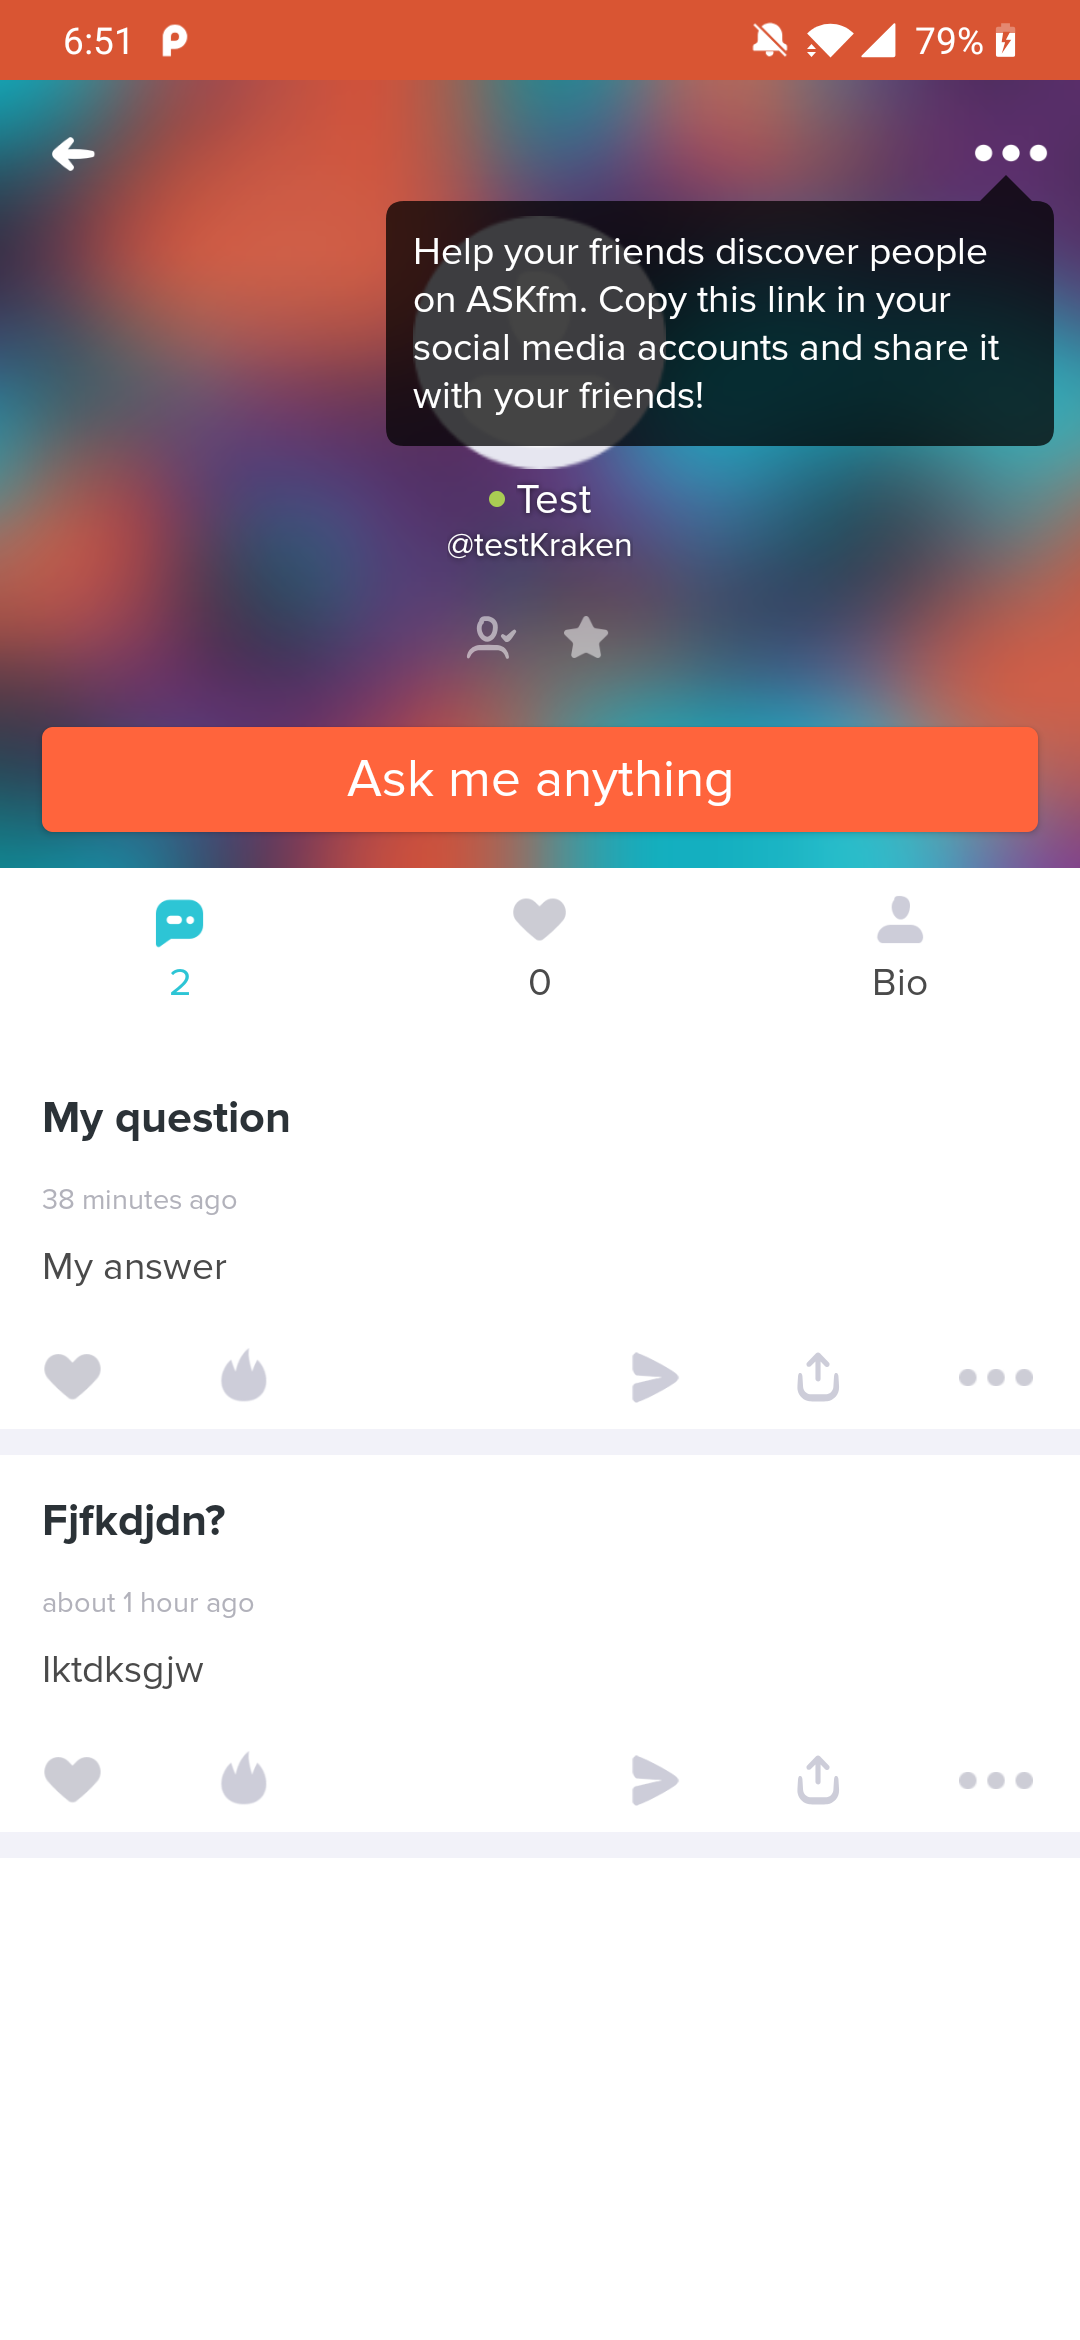 6:51
79%
Help your friends discover people
on ASKfm. Copy this link in your
social media accounts and share it
with your friends!
Test
@testKraken
Ask me anything
2
0
Bio
My question
38 minutes ago
My answer
Fjfkdjdn?
about 1 hour ago
Iktdksgjw